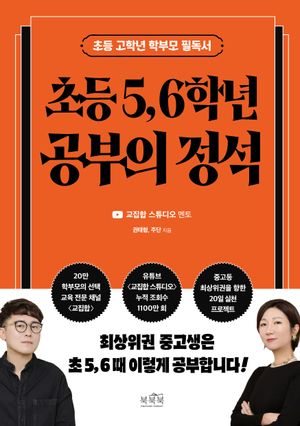 초등 고학년 학부모 필독서
초등 5, 6학년
공부의 정석
교집합 스튜디오 멘토
권태형, 주단 지음
20만
학부모의 선택
교육 전문 채널
〈교집합〉
유튜브
〈교집합 스튜디오〉
누적 조회수
1100만 회
중고등
최상위권을 향한
20일 실천
프로젝트
최상위권 중고생은
초 5, 6 때 이렇게 공부합니다!
북북북